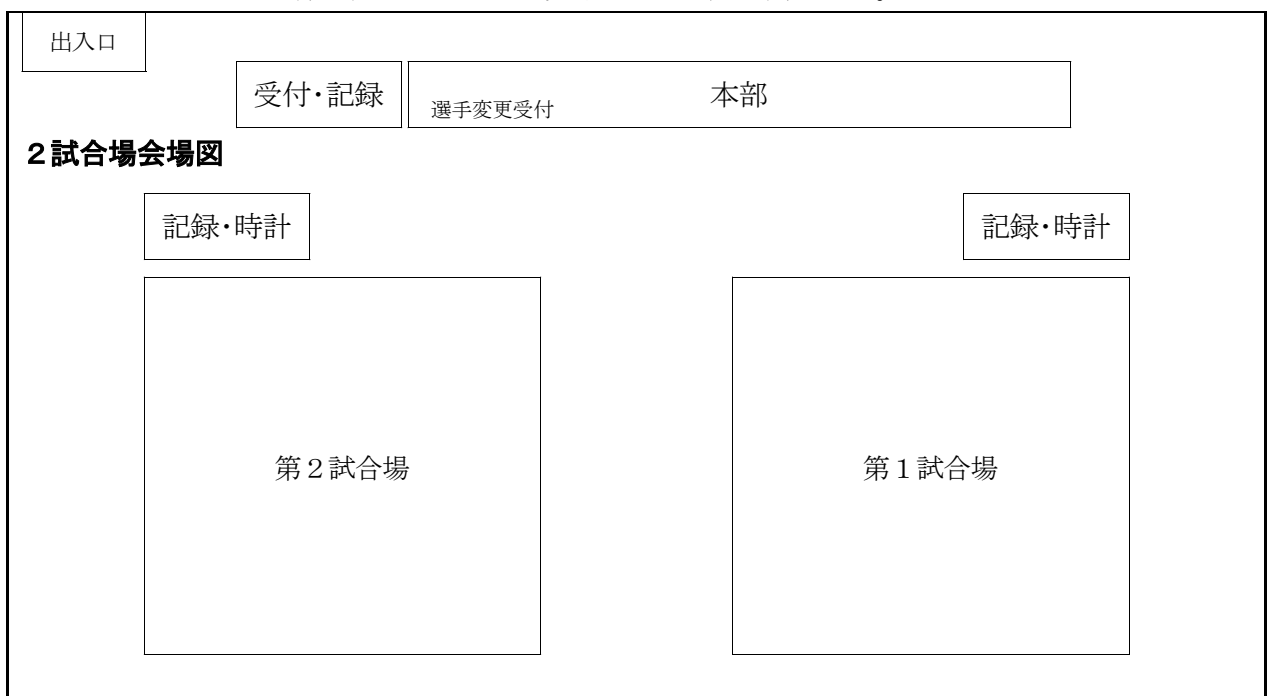 出入口
受付・記録
選手変更受付
本部
２試合場会場図
記録・時計
記録・時計
第２試合場
第１試合場